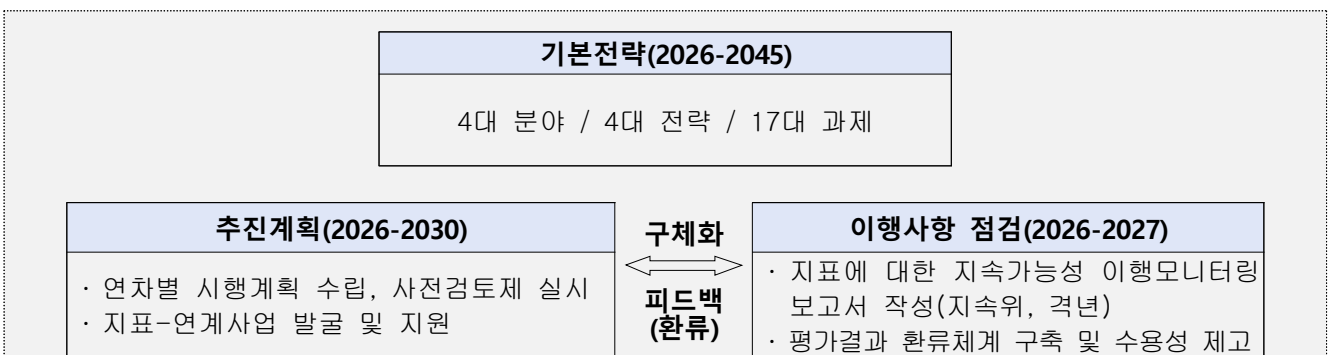 기본전략(2026-2045)
4대 분야 / 4대 전략 / 17대 과제
추진계획(2026-2030)
· 연차별 시행계획 수립, 사전검토제 실시
· 지표-연계사업 발굴 및 지원
구체화
피드백
(환류)
이행사항 점검(2026-2027)
· 지표에 대한 지속가능성 이행모니터링
보고서 작성(지속위, 격년)
· 평가결과 환류체계 구축 및 수용성 제고